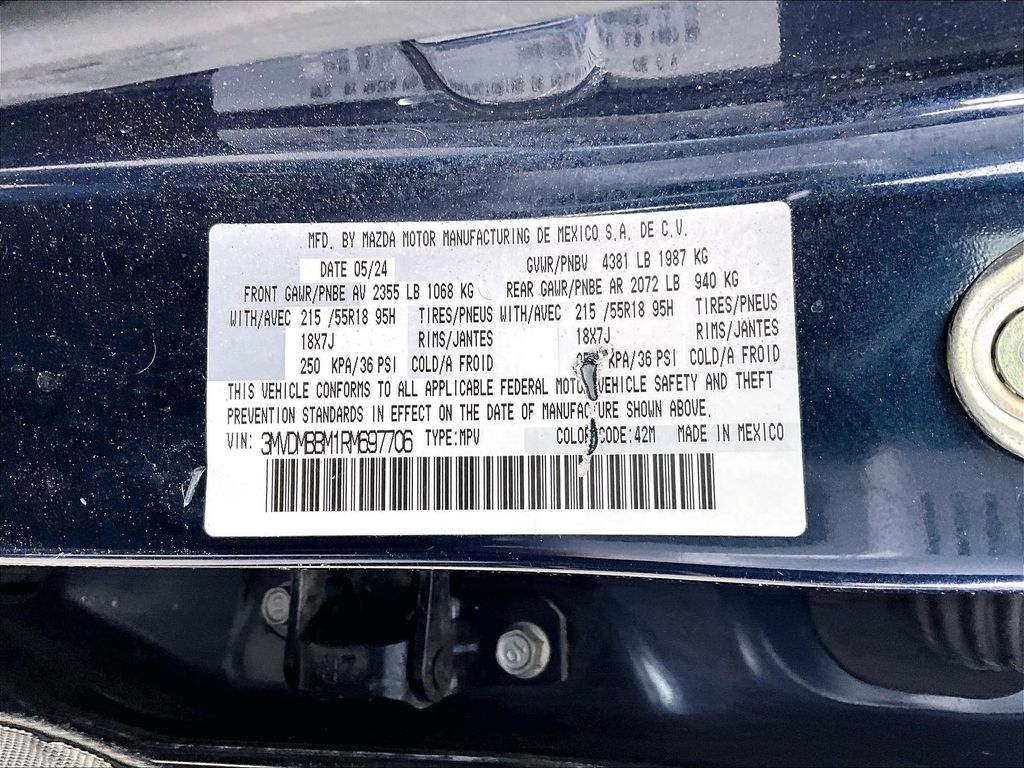 MFD. BY MAZDA MOTOR MANUFACTURING DE MEXICO S.A. DE C.V.
DATE 05/24 GVWR/PNBV 4381 LB 1987 KG
FRONT GAWR/PNBE AV 2355 LB 1068 KG REAR GAWR/PNBE AR 2072 LB 940 KG
WITH/AVEC 215 /55R18 95H TIRES/PNEUS WITH/AVEC 215 /55R18 95H TIRES/PNEUS
18X7J RIMS/JANTES 18X7J RIMS/JANTES
250 KPA/36 PSI COLD/A FROID KPA/36 PSI COLD/A FROID
THIS VEHICLE CONFORMS TO ALL APPLICABLE FEDERAL MOTOR VEHICLE SAFETY AND THEFT
PREVENTION STANDARDS IN EFFECT ON THE DATE OF MANUFACTURE SHOWN ABOVE.
VIN: 3MVDMBBM1RM697706 TYPE:MPV COLOR CODE:42M MADE IN MEXICO